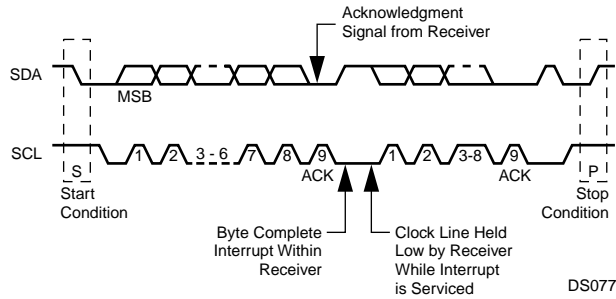 Acknowledgment
Signal from Receiver
SDA
MSB
SCL
S
1
2
3 - 6
7
8
9
1
2
3-8
9
P
ACK
ACK
Start
Condition
Stop
Condition
Byte Complete
Interrupt Within
Receiver
Clock Line Held
Low by Receiver
While Interrupt
is Serviced
DS077